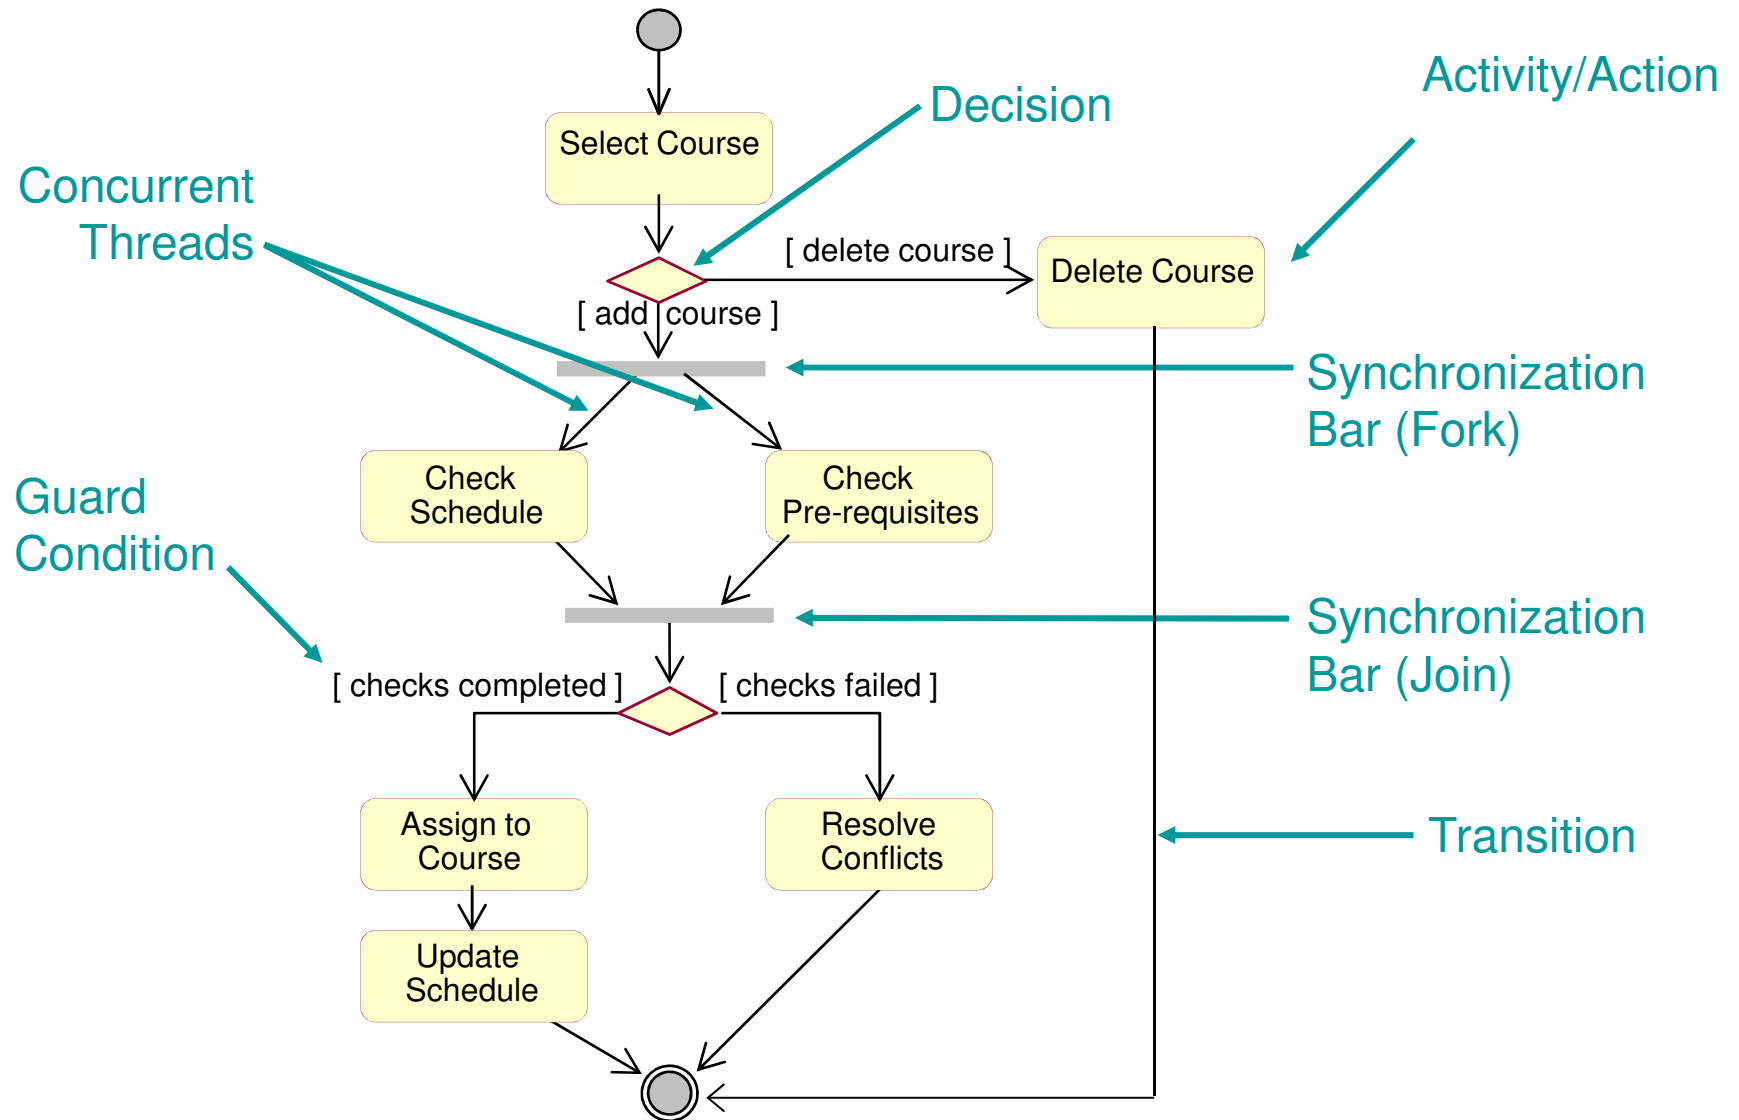 Activity/Action
Decision
Select Course
Concurrent
Threads
[ delete course ]
Delete Course
[ add course ]
Synchronization
Bar (Fork)
Check
Schedule
Check
Pre-requisites
Guard
Condition
Synchronization
Bar (Join)
[ checks completed ]
[ checks failed ]
Assign to
Course
Resolve
Conflicts
Transition
Update
Schedule